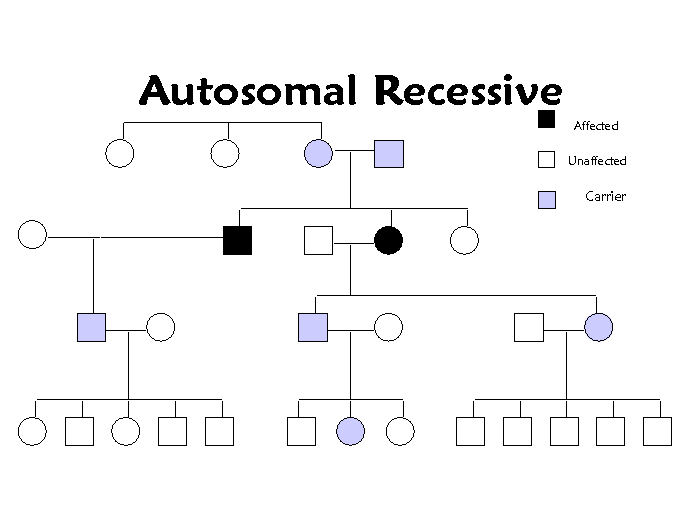 Autosomal Recessive
Affected
Unaffected
Carrier